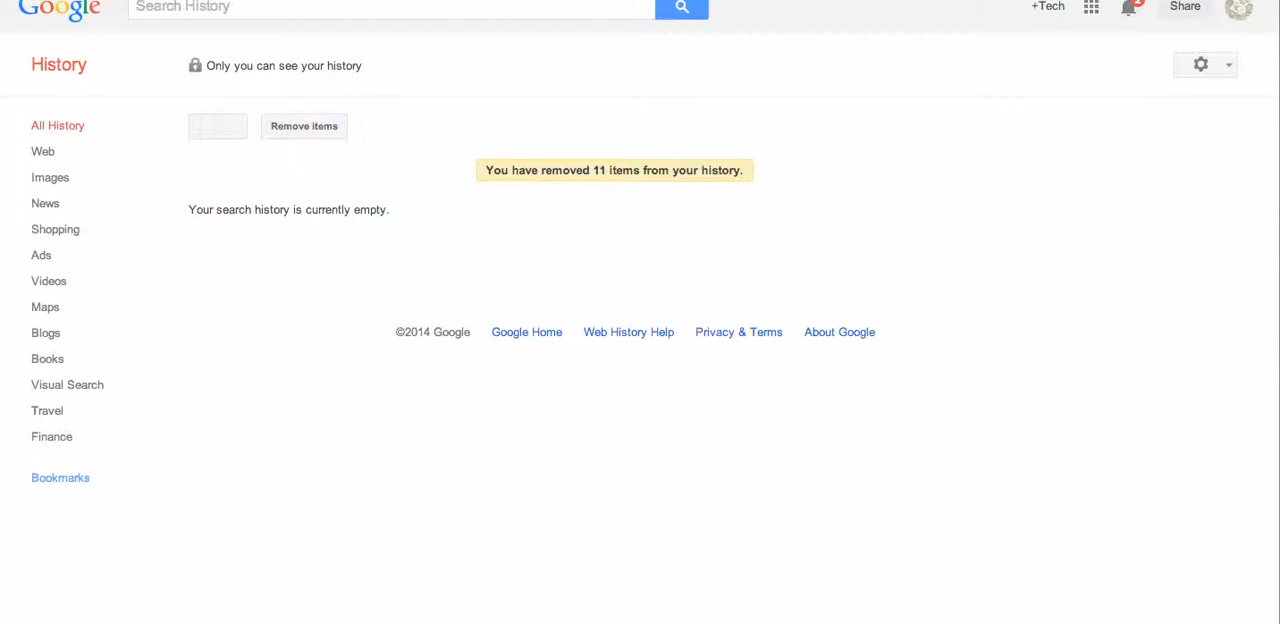 Google Search History +Tech 2 Share
History Only you can see your history
All History Remove items
Web
You have removed 11 items from your history.
Images
News Your search history is currently empty.
Shopping
Ads
Videos
Maps
Blogs ©2014 Google Google Home Web History Help Privacy & Terms About Google
Books
Visual Search
Travel
Finance
Bookmarks